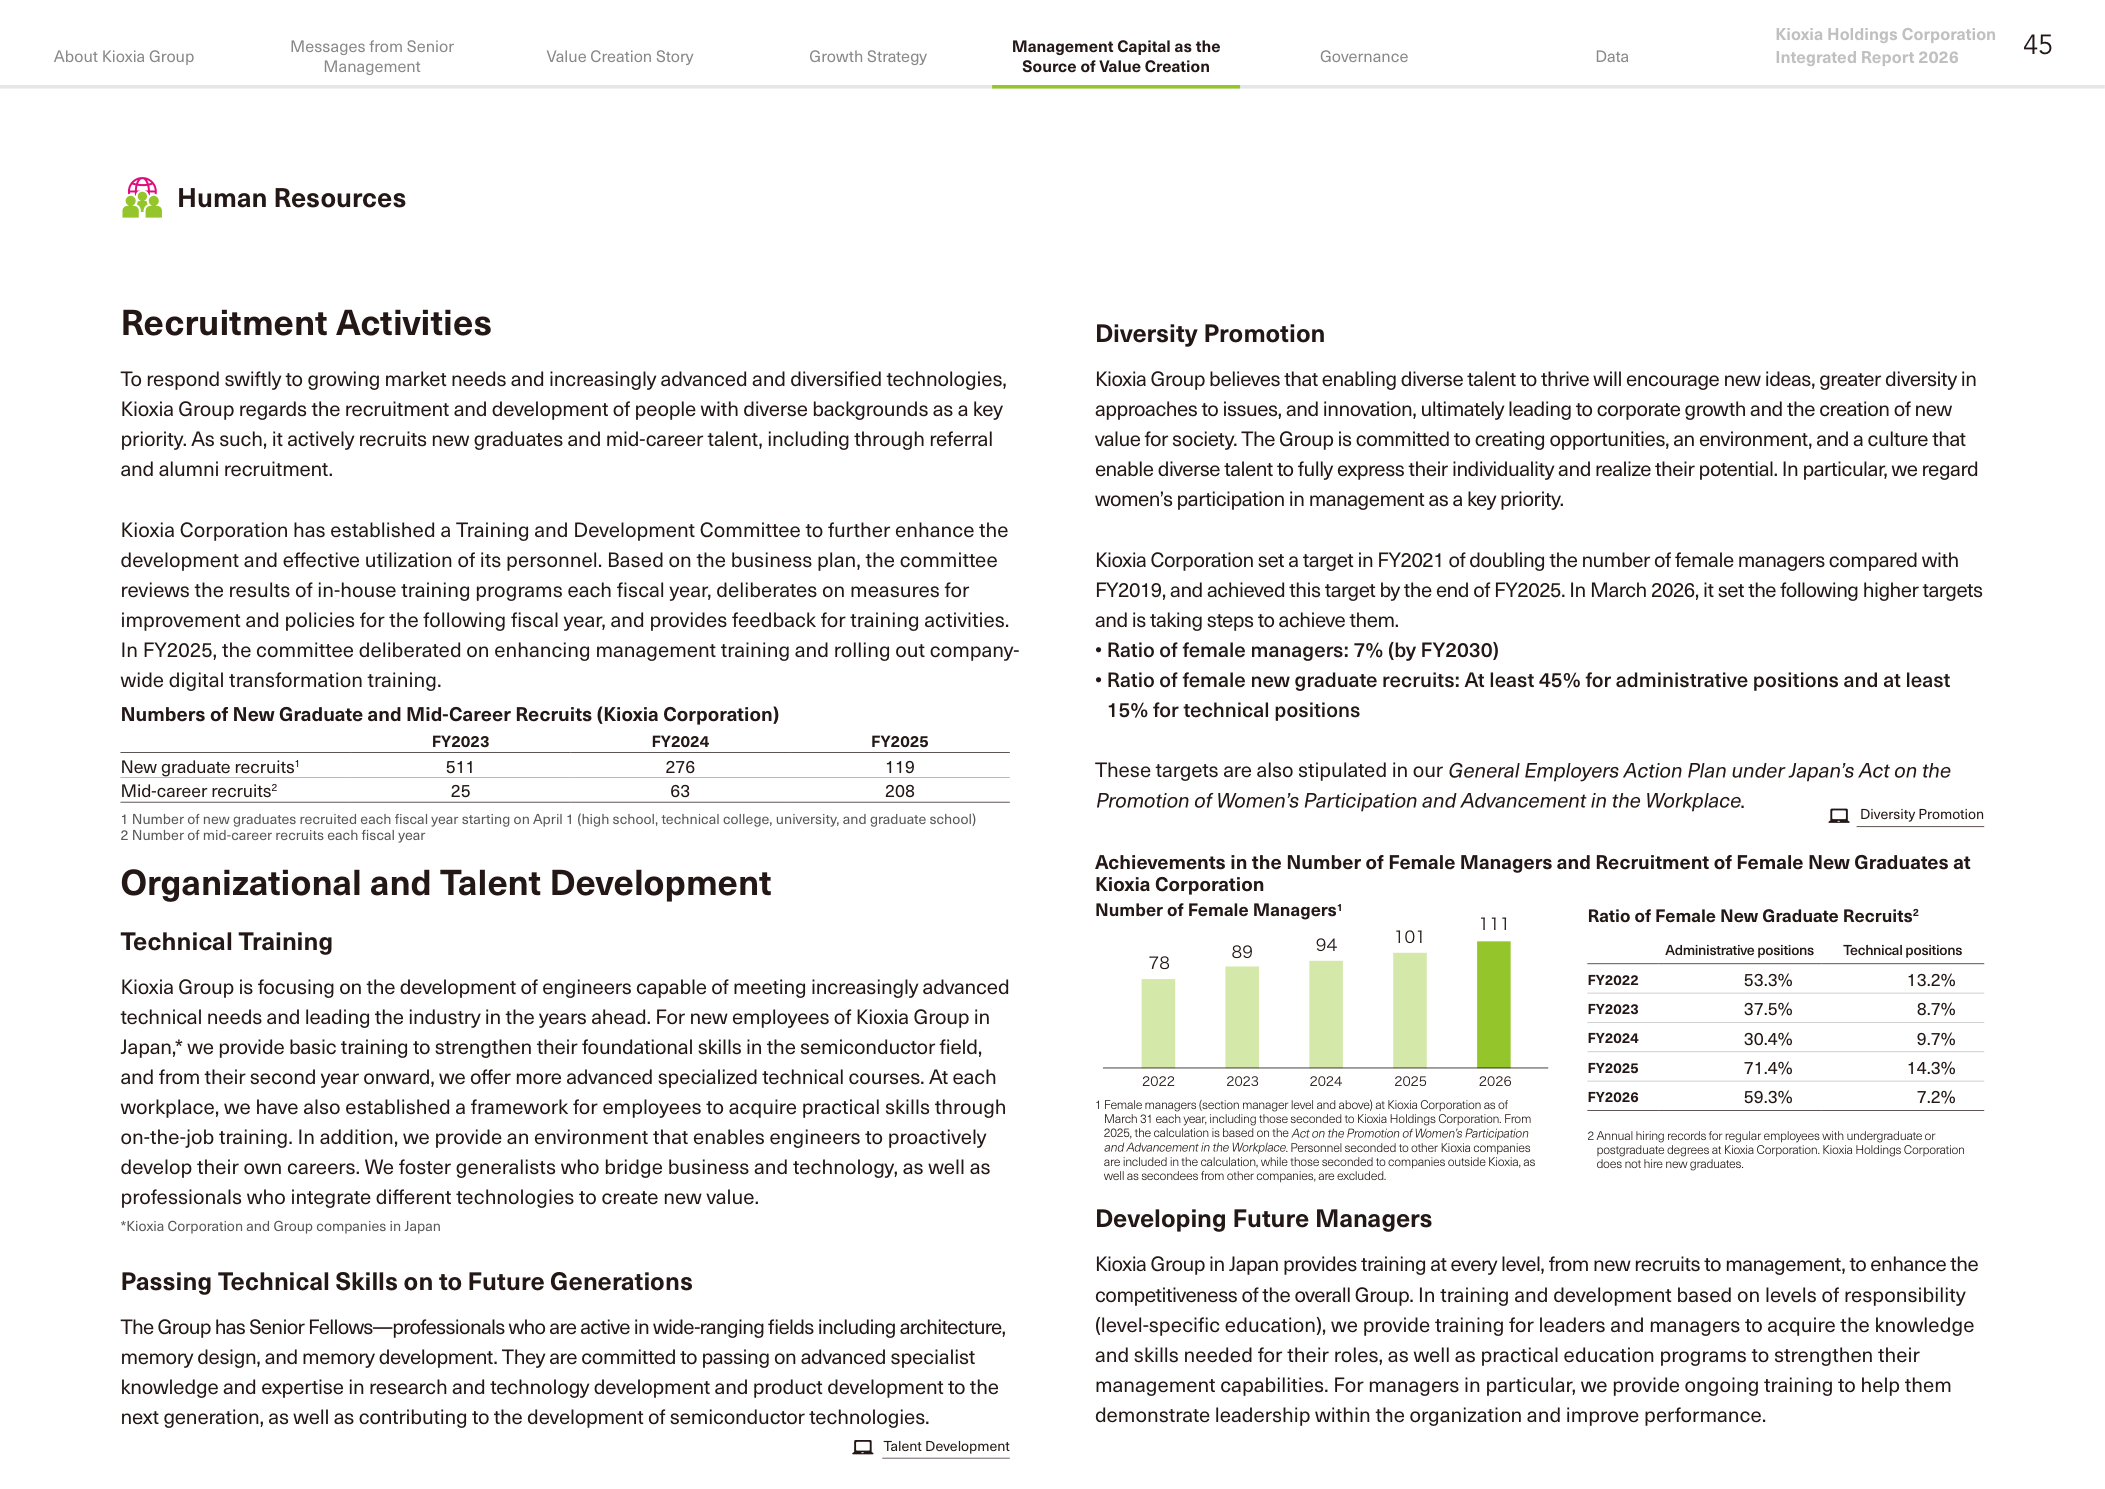 About Kioxia Group
Messages from Senior
Management
Value Creation Story
Growth Strategy
Management Capital as the
Source of Value Creation
Governance
Data
Kioxia Holdings Corporation
Integrated Report 2026
45
Human Resources
Recruitment Activities
To respond swiftly to growing market needs and increasingly advanced and diversified technologies,
Kioxia Group regards the recruitment and development of people with diverse backgrounds as a key
priority. As such, it actively recruits new graduates and mid-career talent, including through referral
and alumni recruitment.
Kioxia Corporation has established a Training and Development Committee to further enhance the
development and effective utilization of its personnel. Based on the business plan, the committee
reviews the results of in-house training programs each fiscal year, deliberates on measures for
improvement and policies for the following fiscal year, and provides feedback for training activities.
In FY2025, the committee deliberated on enhancing management training and rolling out company-
wide digital transformation training.
Numbers of New Graduate and Mid-Career Recruits (Kioxia Corporation)
FY2023 FY2024 FY2025
New graduate recruits1 511 276 119
Mid-career recruits2 25 63 208
1 Number of new graduates recruited each fiscal year starting on April 1 (high school, technical college, university, and graduate school)
2 Number of mid-career recruits each fiscal year
Organizational and Talent Development
Technical Training
Kioxia Group is focusing on the development of engineers capable of meeting increasingly advanced
technical needs and leading the industry in the years ahead. For new employees of Kioxia Group in
Japan,* we provide basic training to strengthen their foundational skills in the semiconductor field,
and from their second year onward, we offer more advanced specialized technical courses. At each
workplace, we have also established a framework for employees to acquire practical skills through
on-the-job training. In addition, we provide an environment that enables engineers to proactively
develop their own careers. We foster generalists who bridge business and technology, as well as
professionals who integrate different technologies to create new value.
*Kioxia Corporation and Group companies in Japan
Passing Technical Skills on to Future Generations
The Group has Senior Fellows—professionals who are active in wide-ranging fields including architecture,
memory design, and memory development. They are committed to passing on advanced specialist
knowledge and expertise in research and technology development and product development to the
next generation, as well as contributing to the development of semiconductor technologies.
Talent Development
Diversity Promotion
Kioxia Group believes that enabling diverse talent to thrive will encourage new ideas, greater diversity in
approaches to issues, and innovation, ultimately leading to corporate growth and the creation of new
value for society. The Group is committed to creating opportunities, an environment, and a culture that
enable diverse talent to fully express their individuality and realize their potential. In particular, we regard
women's participation in management as a key priority.
Kioxia Corporation set a target in FY2021 of doubling the number of female managers compared with
FY2019, and achieved this target by the end of FY2025. In March 2026, it set the following higher targets
and is taking steps to achieve them.
• Ratio of female managers: 7% (by FY2030)
• Ratio of female new graduate recruits: At least 45% for administrative positions and at least
15% for technical positions
These targets are also stipulated in our General Employers Action Plan under Japan's Act on the
Promotion of Women's Participation and Advancement in the Workplace.
Diversity Promotion
Achievements in the Number of Female Managers and Recruitment of Female New Graduates at
Kioxia Corporation
Number of Female Managers1
78 89 94 101 111
2022 2023 2024 2025 2026
1 Female managers (section manager level and above) at Kioxia Corporation as of
March 31 each year, including those seconded to Kioxia Holdings Corporation. From
2025, the calculation is based on the Act on the Promotion of Women's Participation
and Advancement in the Workplace. Personnel seconded to other Kioxia companies
are included in the calculation, while those seconded to companies outside Kioxia, as
well as secondees from other companies, are excluded.
Ratio of Female New Graduate Recruits2
Administrative positions Technical positions
FY2022 53.3% 13.2%
FY2023 37.5% 8.7%
FY2024 30.4% 9.7%
FY2025 71.4% 14.3%
FY2026 59.3% 7.2%
2 Annual hiring records for regular employees with undergraduate or
postgraduate degrees at Kioxia Corporation. Kioxia Holdings Corporation
does not hire new graduates.
Developing Future Managers
Kioxia Group in Japan provides training at every level, from new recruits to management, to enhance the
competitiveness of the overall Group. In training and development based on levels of responsibility
(level-specific education), we provide training for leaders and managers to acquire the knowledge
and skills needed for their roles, as well as practical education programs to strengthen their
management capabilities. For managers in particular, we provide ongoing training to help them
demonstrate leadership within the organization and improve performance.